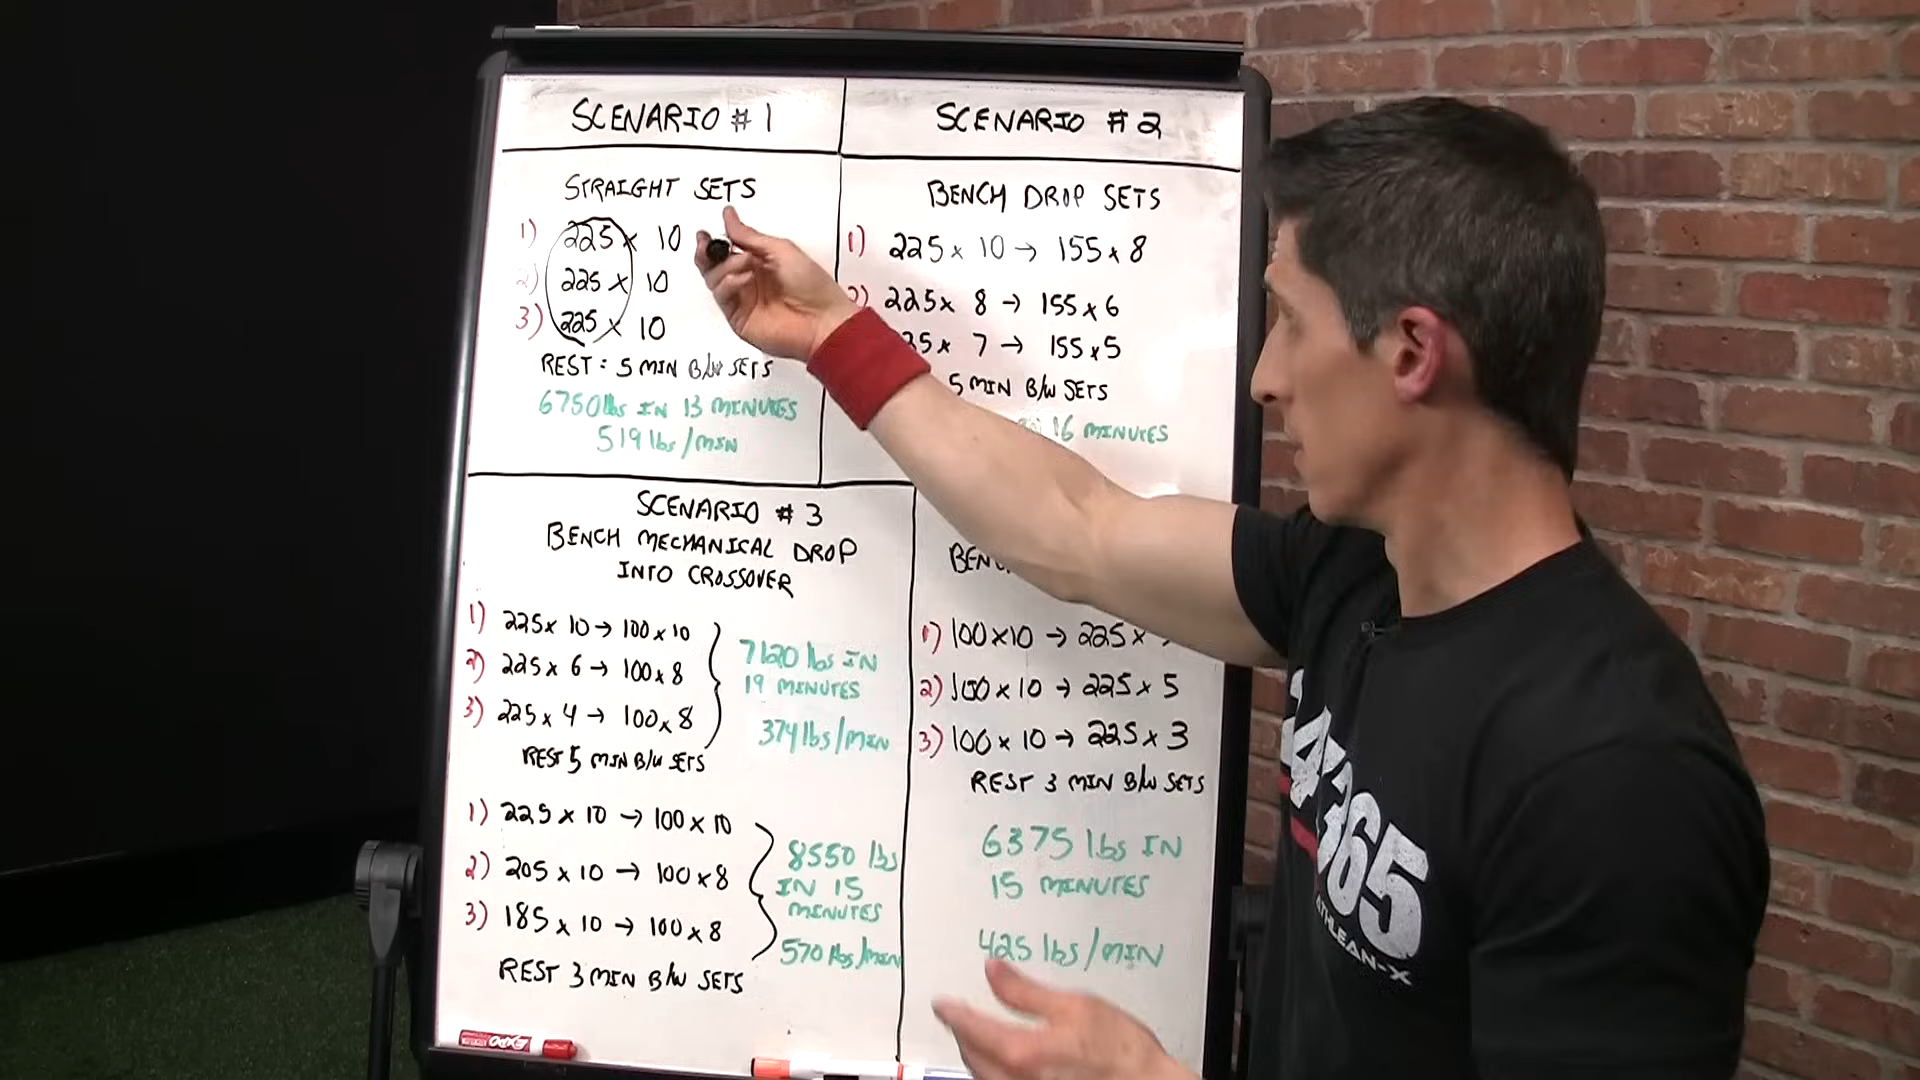 SCENARIO #1
STRAIGHT SETS
1) 225 x 10
2) 225 x 10
3) 225 x 10
REST: 5 MIN B/W SETS
6750lbs IN 13 MINUTES
519 lbs/MIN
SCENARIO #2
BENCH DROP SETS
1) 225 x 10 → 155 x 8
2) 225 x 8 → 155 x 6
x 7 → 155 x 5
5 MIN B/W SETS
16 MINUTES
SCENARIO #3
BENCH MECHANICAL DROP
INTO CROSSOVER
1) 225 x 10 → 100 x 10
2) 225 x 6 → 100 x 8
3) 225 x 4 → 100 x 8
REST 5 MIN B/W SETS
7120 lbs IN
19 MINUTES
374 lbs/MIN
1) 225 x 10 → 100 x 10
2) 205 x 10 → 100 x 8
3) 185 x 10 → 100 x 8
REST 3 MIN B/W SETS
8550 lbs
IN 15
MINUTES
570 lbs/MIN
1) 100 x 10 → 225 x
2) 100 x 10 → 225 x 5
3) 100 x 10 → 225 x 3
REST 3 MIN B/W SETS
6375 lbs IN
15 MINUTES
425 lbs/MIN
EXPO
ATHLEAN-X